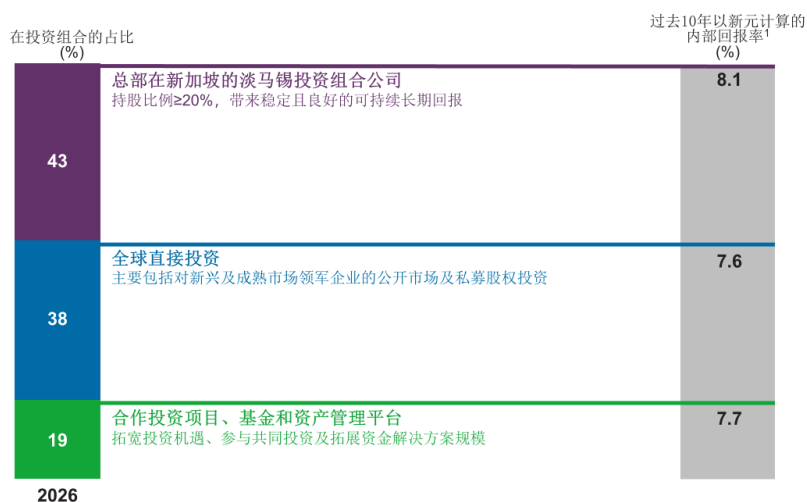 在投资组合的占比
(%)
过去10年以新元计算的
内部回报率1
(%)
总部在新加坡的淡马锡投资组合公司
持股比例≥20%，带来稳定且良好的可持续长期回报
43
8.1
全球直接投资
主要包括对新兴及成熟市场领军企业的公开市场及私募股权投资
38
7.6
合作投资项目、基金和资产管理平台
拓宽投资机遇、参与共同投资及拓展资金解决方案规模
19
7.7
2026